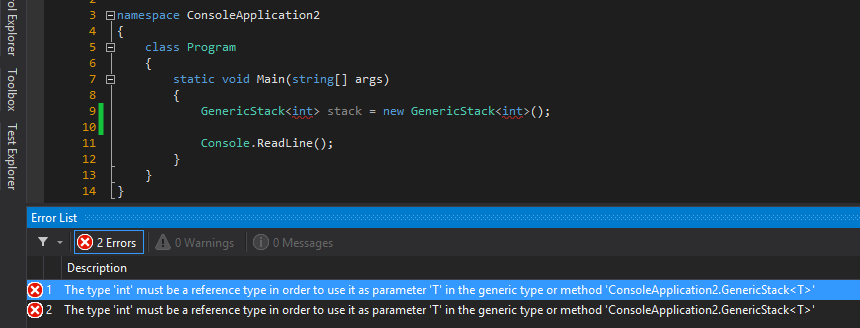 ol Explorer
Toolbox
Test Explorer
2
3 namespace ConsoleApplication2
4 {
5 class Program
6 {
7 static void Main(string[] args)
8 {
9 GenericStack<int> stack = new GenericStack<int>();
10
11 Console.ReadLine();
12 }
13 }
14 }
Error List
2 Errors 0 Warnings 0 Messages
Description
1 The type 'int' must be a reference type in order to use it as parameter 'T' in the generic type or method 'ConsoleApplication2.GenericStack<T>'
2 The type 'int' must be a reference type in order to use it as parameter 'T' in the generic type or method 'ConsoleApplication2.GenericStack<T>'